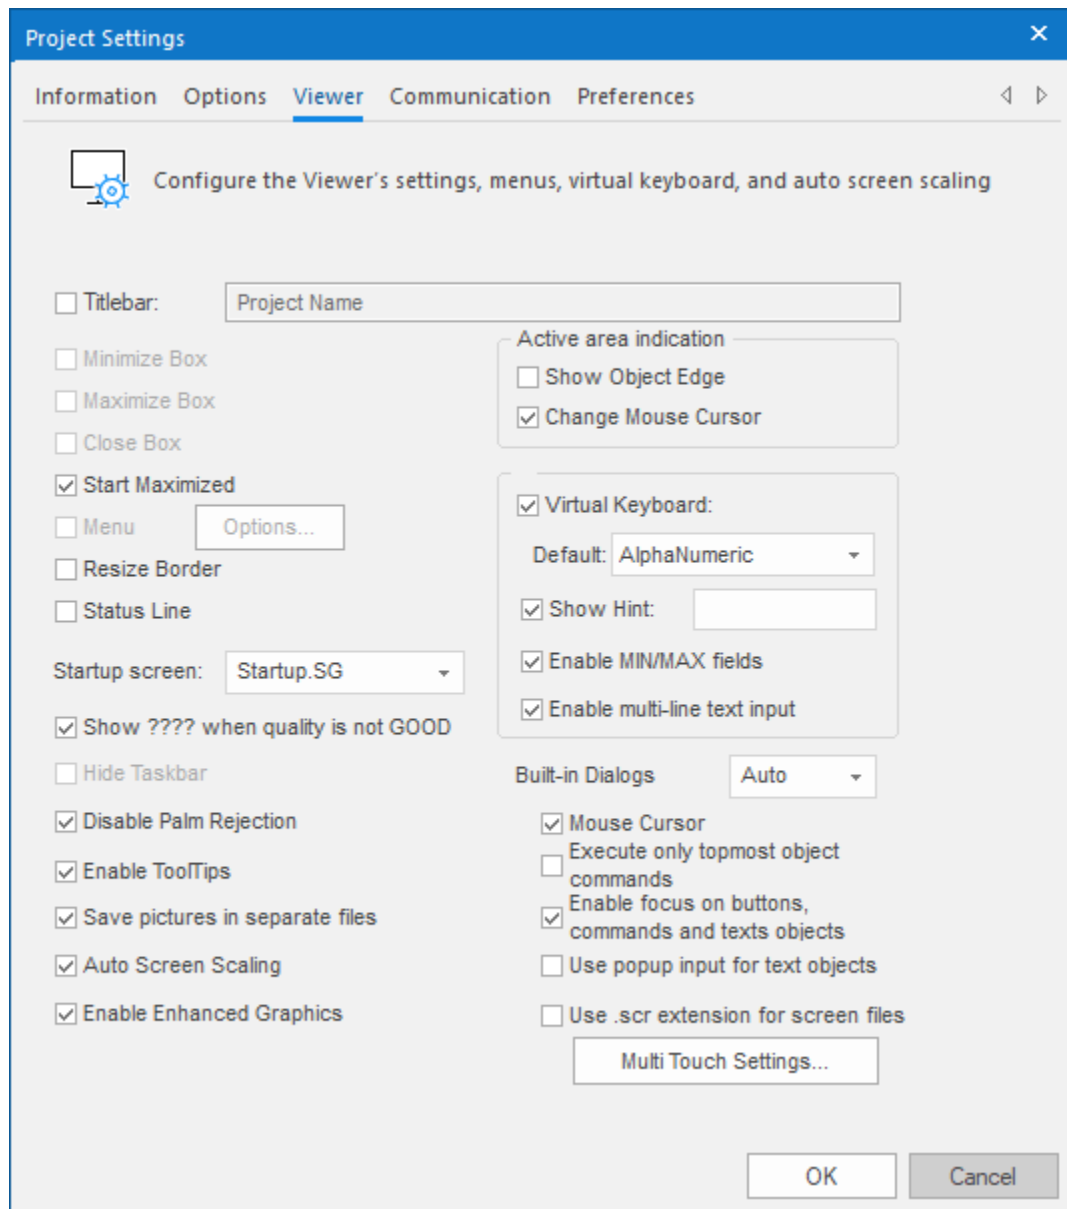 Project Settings
Information Options Viewer Communication Preferences
Configure the Viewer's settings, menus, virtual keyboard, and auto screen scaling
Titlebar: Project Name
Minimize Box
Maximize Box
Close Box
Start Maximized
Menu Options...
Resize Border
Status Line
Startup screen: Startup.SG
Show ???? when quality is not GOOD
Hide Taskbar
Disable Palm Rejection
Enable ToolTips
Save pictures in separate files
Auto Screen Scaling
Enable Enhanced Graphics
Active area indication
Show Object Edge
Change Mouse Cursor
Virtual Keyboard:
Default: AlphaNumeric
Show Hint:
Enable MIN/MAX fields
Enable multi-line text input
Built-in Dialogs Auto
Mouse Cursor
Execute only topmost object
commands
Enable focus on buttons,
commands and texts objects
Use popup input for text objects
Use .scr extension for screen files
Multi Touch Settings...
OK Cancel